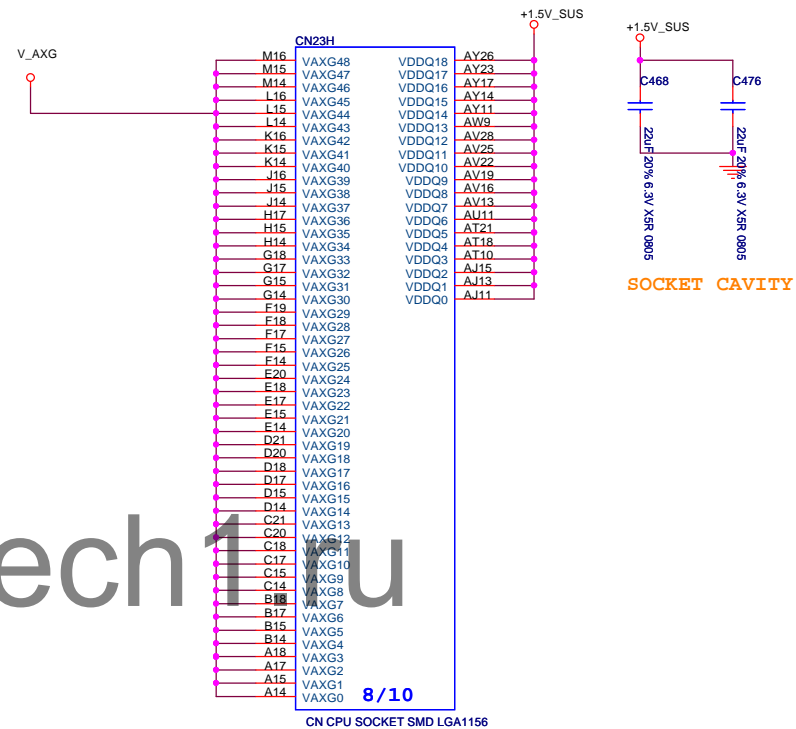 +1.5V_SUS
+1.5V_SUS
V_AXG
CN23H
M16 VAXG48 VDDQ18 AY26
M15 VAXG47 VDDQ17 AY23
M14 VAXG46 VDDQ16 AY17
L16 VAXG45 VDDQ15 AY14
L15 VAXG44 VDDQ14 AY11
L14 VAXG43 VDDQ13 AW9
K16 VAXG42 VDDQ12 AV28
K15 VAXG41 VDDQ11 AV25
K14 VAXG40 VDDQ10 AV22
J16 VAXG39 VDDQ9 AV19
J15 VAXG38 VDDQ8 AV16
J14 VAXG37 VDDQ7 AV13
H17 VAXG36 VDDQ6 AU11
H15 VAXG35 VDDQ5 AT21
H14 VAXG34 VDDQ4 AT18
G18 VAXG33 VDDQ3 AT10
G17 VAXG32 VDDQ2 AJ15
G15 VAXG31 VDDQ1 AJ13
G14 VAXG30 VDDQ0 AJ11
F19 VAXG29
F18 VAXG28
F17 VAXG27
F15 VAXG26
F14 VAXG25
E20 VAXG24
E18 VAXG23
E17 VAXG22
E15 VAXG21
E14 VAXG20
D21 VAXG19
D20 VAXG18
D18 VAXG17
D17 VAXG16
D15 VAXG15
D14 VAXG14
C21 VAXG13
C20 VAXG12
C18 VAXG11
C17 VAXG10
C15 VAXG9
C14 VAXG8
B18 VAXG7
B17 VAXG6
B15 VAXG5
B14 VAXG4
A18 VAXG3
A17 VAXG2
A15 VAXG1
A14 VAXG0
8/10
CN CPU SOCKET SMD LGA1156
C468
22uF 20% 6.3V X5R 0805
C476
22uF 20% 6.3V X5R 0805
SOCKET CAVITY
ech1.ru